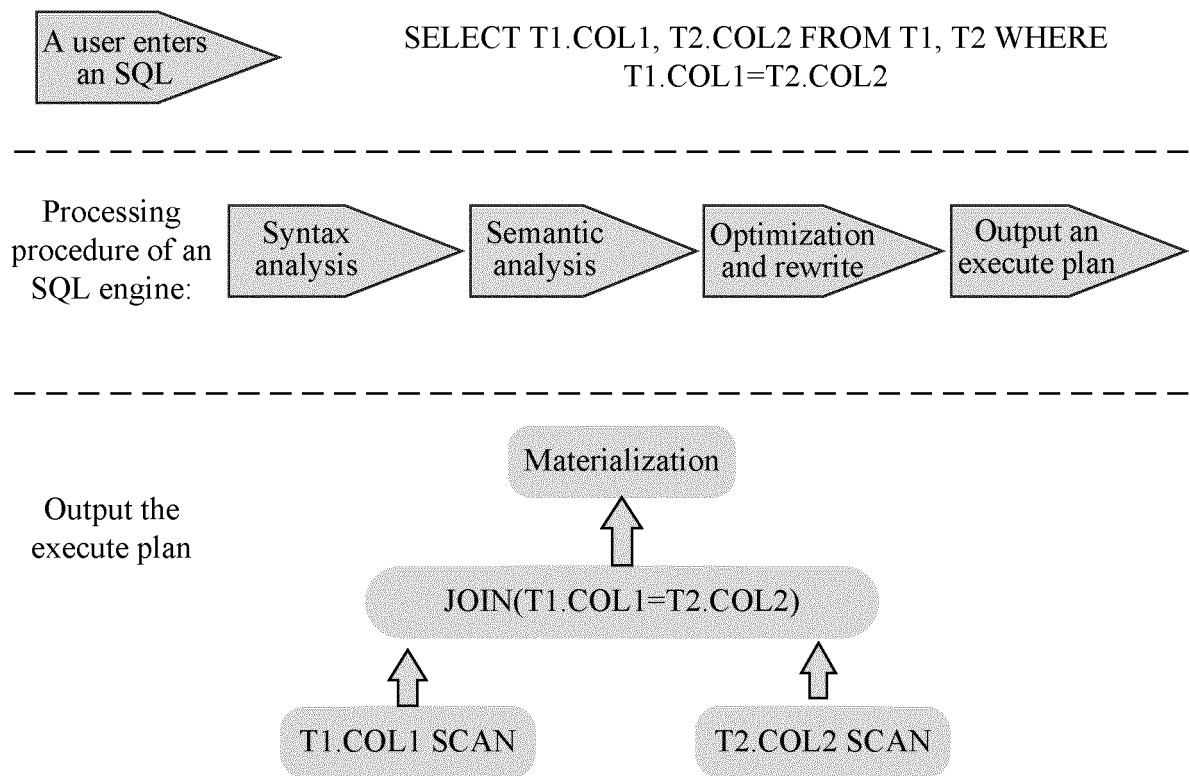 A user enters
an SQL
SELECT T1.COL1, T2.COL2 FROM T1, T2 WHERE
T1.COL1=T2.COL2
Processing
procedure of an
SQL engine:
Syntax
analysis
Semantic
analysis
Optimization
and rewrite
Output an
execute plan
Output the
execute plan
Materialization
JOIN(T1.COL1=T2.COL2)
T1.COL1 SCAN
T2.COL2 SCAN